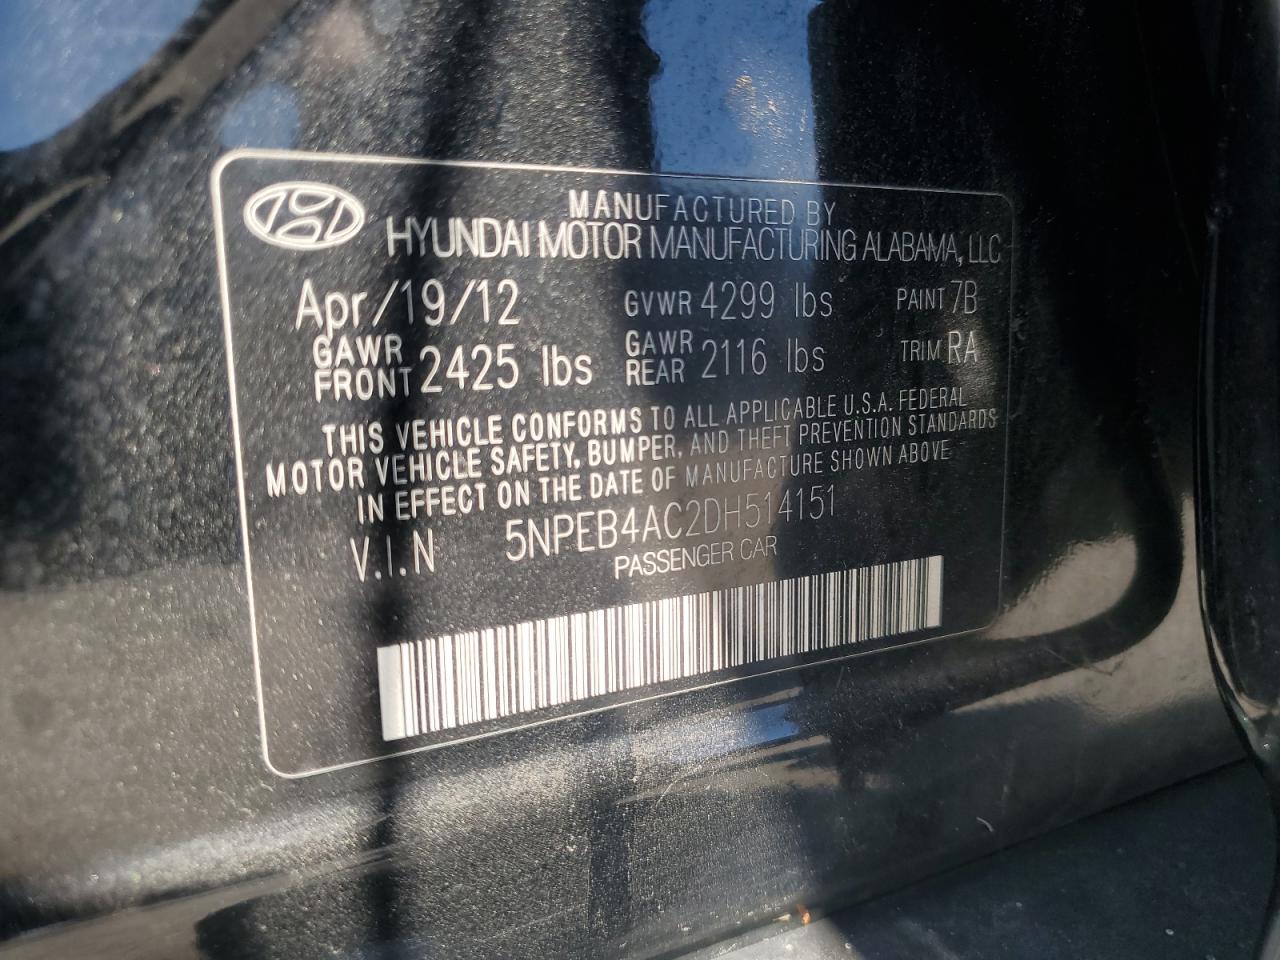 MANUFACTURED BY
HYUNDAI MOTOR MANUFACTURING ALABAMA, LLC
Apr/19/12 GVWR 4299 lbs PAINT 7B
GAWR FRONT 2425 lbs GAWR REAR 2116 lbs TRIM RA
THIS VEHICLE CONFORMS TO ALL APPLICABLE U.S.A. FEDERAL
MOTOR VEHICLE SAFETY, BUMPER, AND THEFT PREVENTION STANDARDS
IN EFFECT ON THE DATE OF MANUFACTURE SHOWN ABOVE
V.I.N 5NPEB4AC2DH514151
PASSENGER CAR